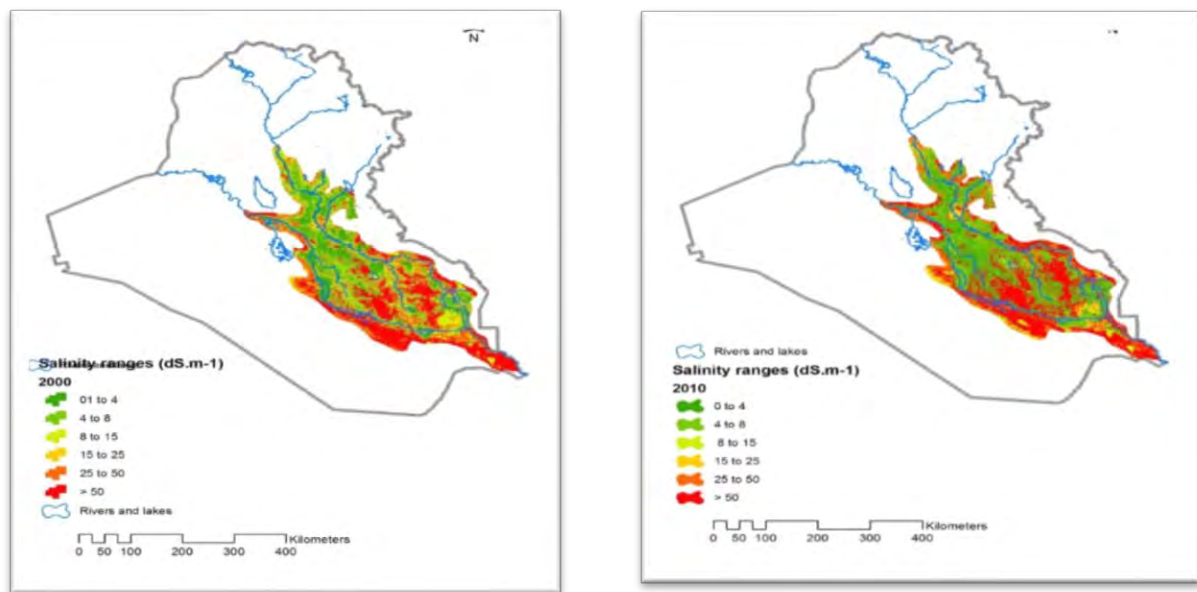 N
Salinity ranges (dS.m-1)
2000
01 to 4
4 to 8
8 to 15
15 to 25
25 to 50
> 50
Rivers and lakes
Kilometers
0 25 50 100 200 300 400
Rivers and lakes
Salinity ranges (dS.m-1)
2010
0 to 4
4 to 8
8 to 15
15 to 25
25 to 50
> 50
Kilometers
0 50 100 200 300 400